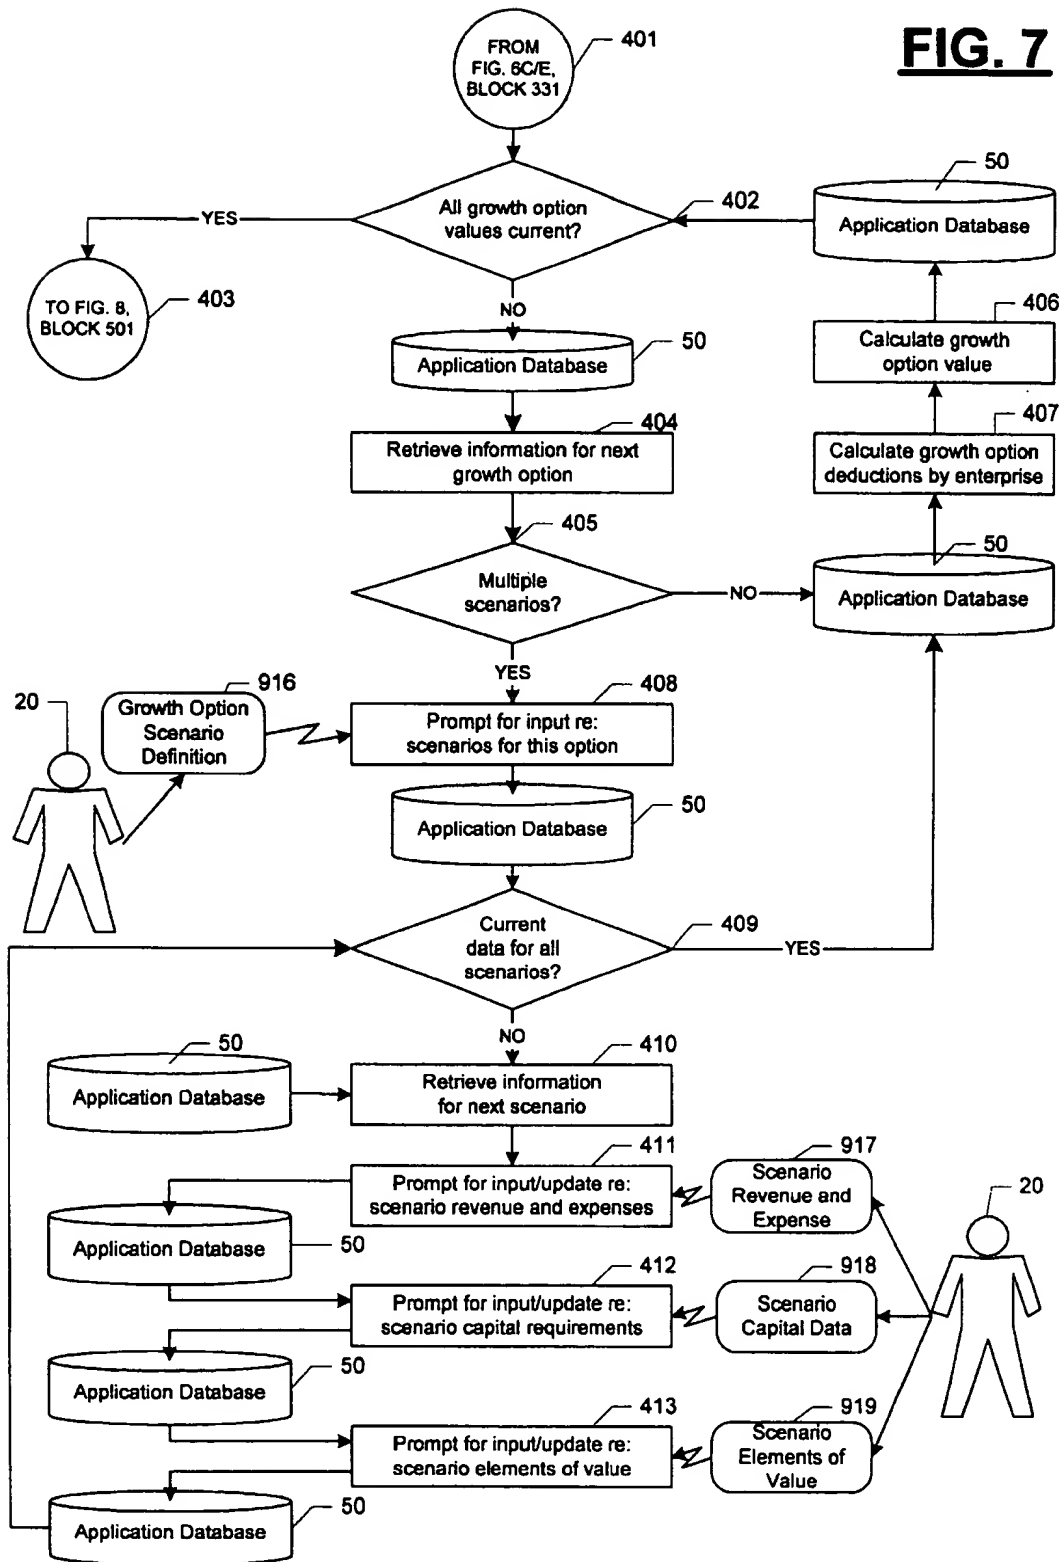 FROM
FIG. 6C/E,
BLOCK 331
401
FIG. 7
All growth option
values current?
402
YES
NO
50
Application Database
TO FIG. 8,
BLOCK 501
403
406
Calculate growth
option value
50
Application Database
404
Retrieve information for next
growth option
407
Calculate growth option
deductions by enterprise
405
Multiple
scenarios?
NO
50
Application Database
YES
20
916
Growth Option
Scenario
Definition
408
Prompt for input re:
scenarios for this option
50
Application Database
409
Current
data for all
scenarios?
YES
NO
50
Application Database
410
Retrieve information
for next scenario
411
Prompt for input/update re:
scenario revenue and expenses
917
Scenario
Revenue and
Expense
20
50
Application Database
412
Prompt for input/update re:
scenario capital requirements
918
Scenario
Capital Data
50
Application Database
413
Prompt for input/update re:
scenario elements of value
919
Scenario
Elements of
Value
50
Application Database